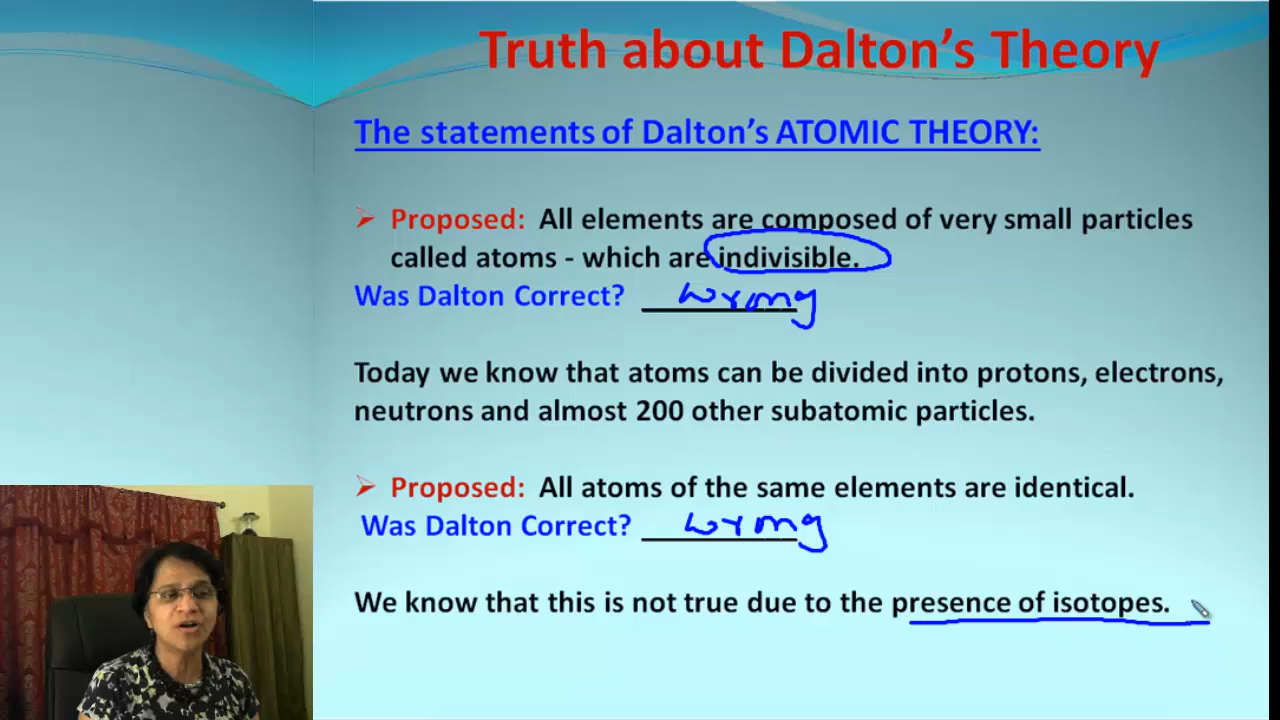 Truth about Dalton's Theory
The statements of Dalton's ATOMIC THEORY:
Proposed: All elements are composed of very small particles
called atoms - which are indivisible.
Was Dalton Correct? wrong
Today we know that atoms can be divided into protons, electrons,
neutrons and almost 200 other subatomic particles.
Proposed: All atoms of the same elements are identical.
Was Dalton Correct? wrong
We know that this is not true due to the presence of isotopes.